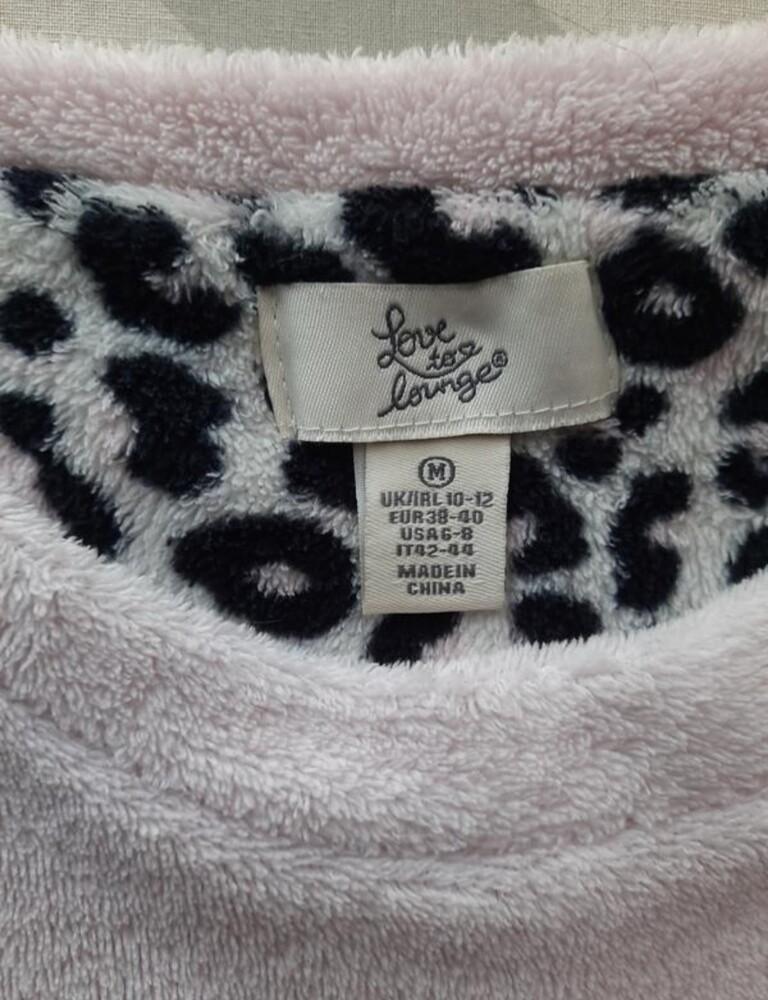 Love
to
lounge®
M
UK/IRL 10-12
EUR 38-40
USA 6-8
IT 42-44
MADE IN
CHINA